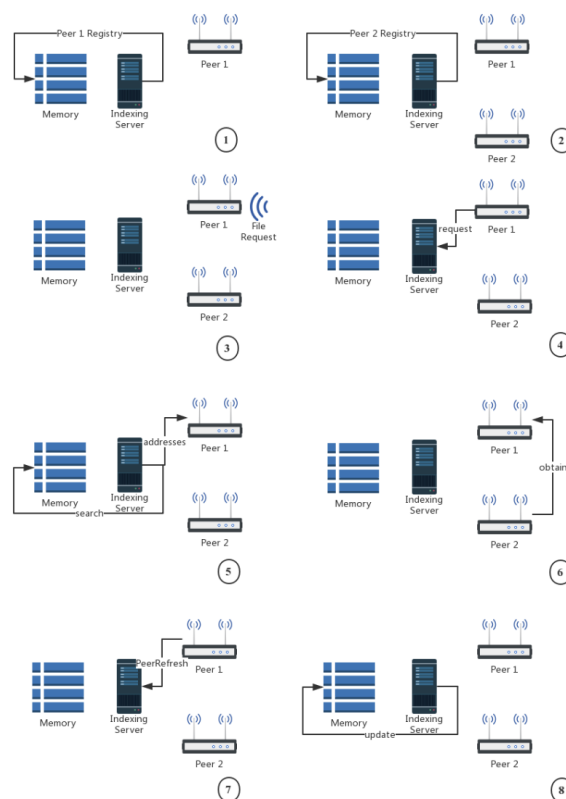 Peer 1 Registry
Peer 1
Memory
Indexing
Server
1
Peer 2 Registry
Peer 1
Memory
Indexing
Server
2
Peer 2
Peer 1
File
Request
Memory
Indexing
Server
Peer 2
3
request
Peer 1
Memory
Indexing
Server
Peer 2
4
addresses
Peer 1
Memory
Indexing
Server
search
Peer 2
5
Peer 1
obtain
Memory
Indexing
Server
Peer 2
6
PeerRefresh
Peer 1
Memory
Indexing
Server
Peer 2
7
Peer 1
Memory
Indexing
Server
update
Peer 2
8